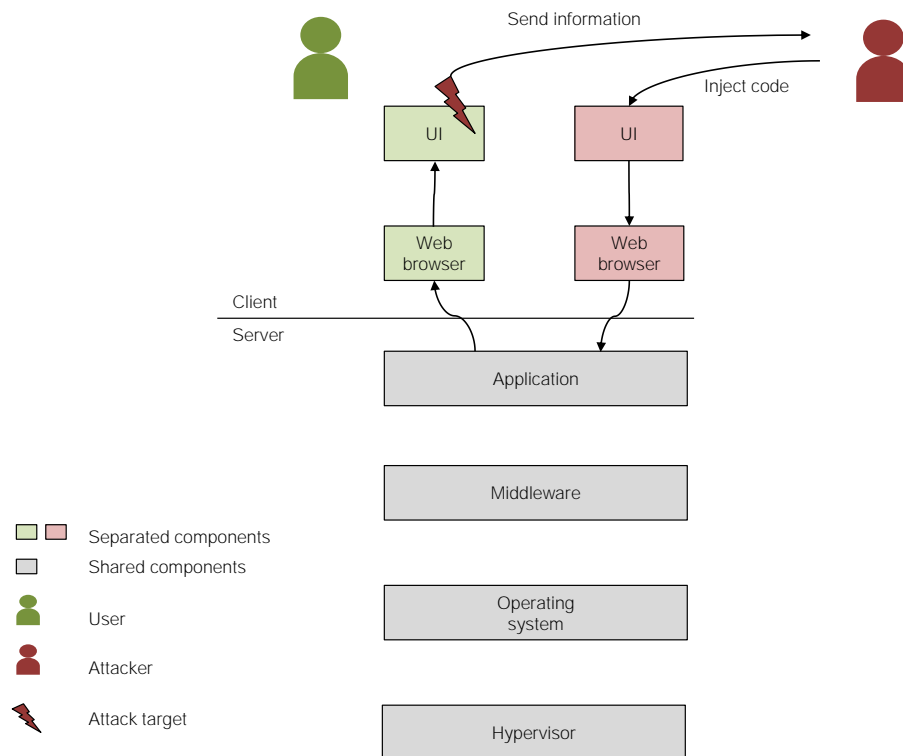 Send information
Inject code
UI
UI
Web
browser
Web
browser
Client
Server
Application
Middleware
Separated components
Shared components
Operating
system
User
Attacker
Attack target
Hypervisor